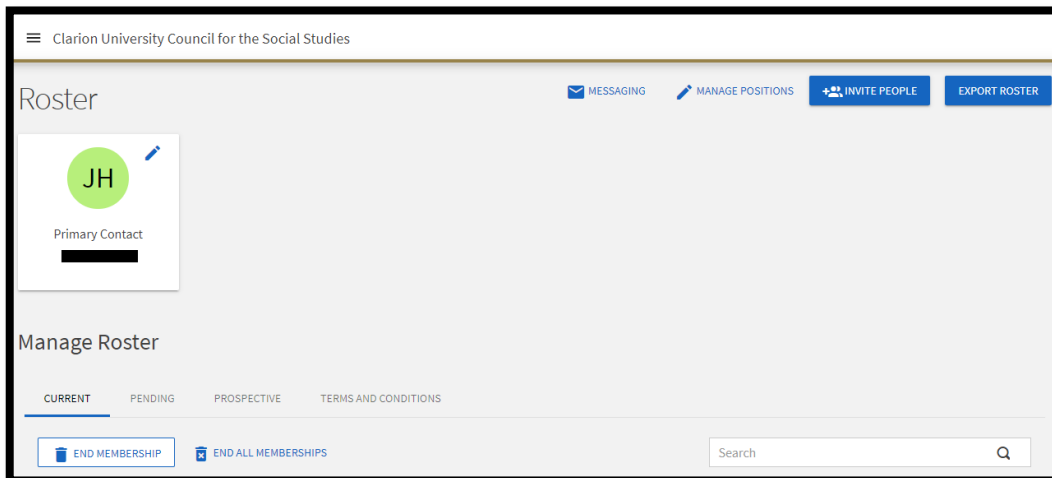 Clarion University Council for the Social Studies
Roster
MESSAGING
MANAGE POSITIONS
INVITE PEOPLE
EXPORT ROSTER
JH
Primary Contact
Manage Roster
CURRENT PENDING PROSPECTIVE TERMS AND CONDITIONS
END MEMBERSHIP
END ALL MEMBERSHIPS
Search